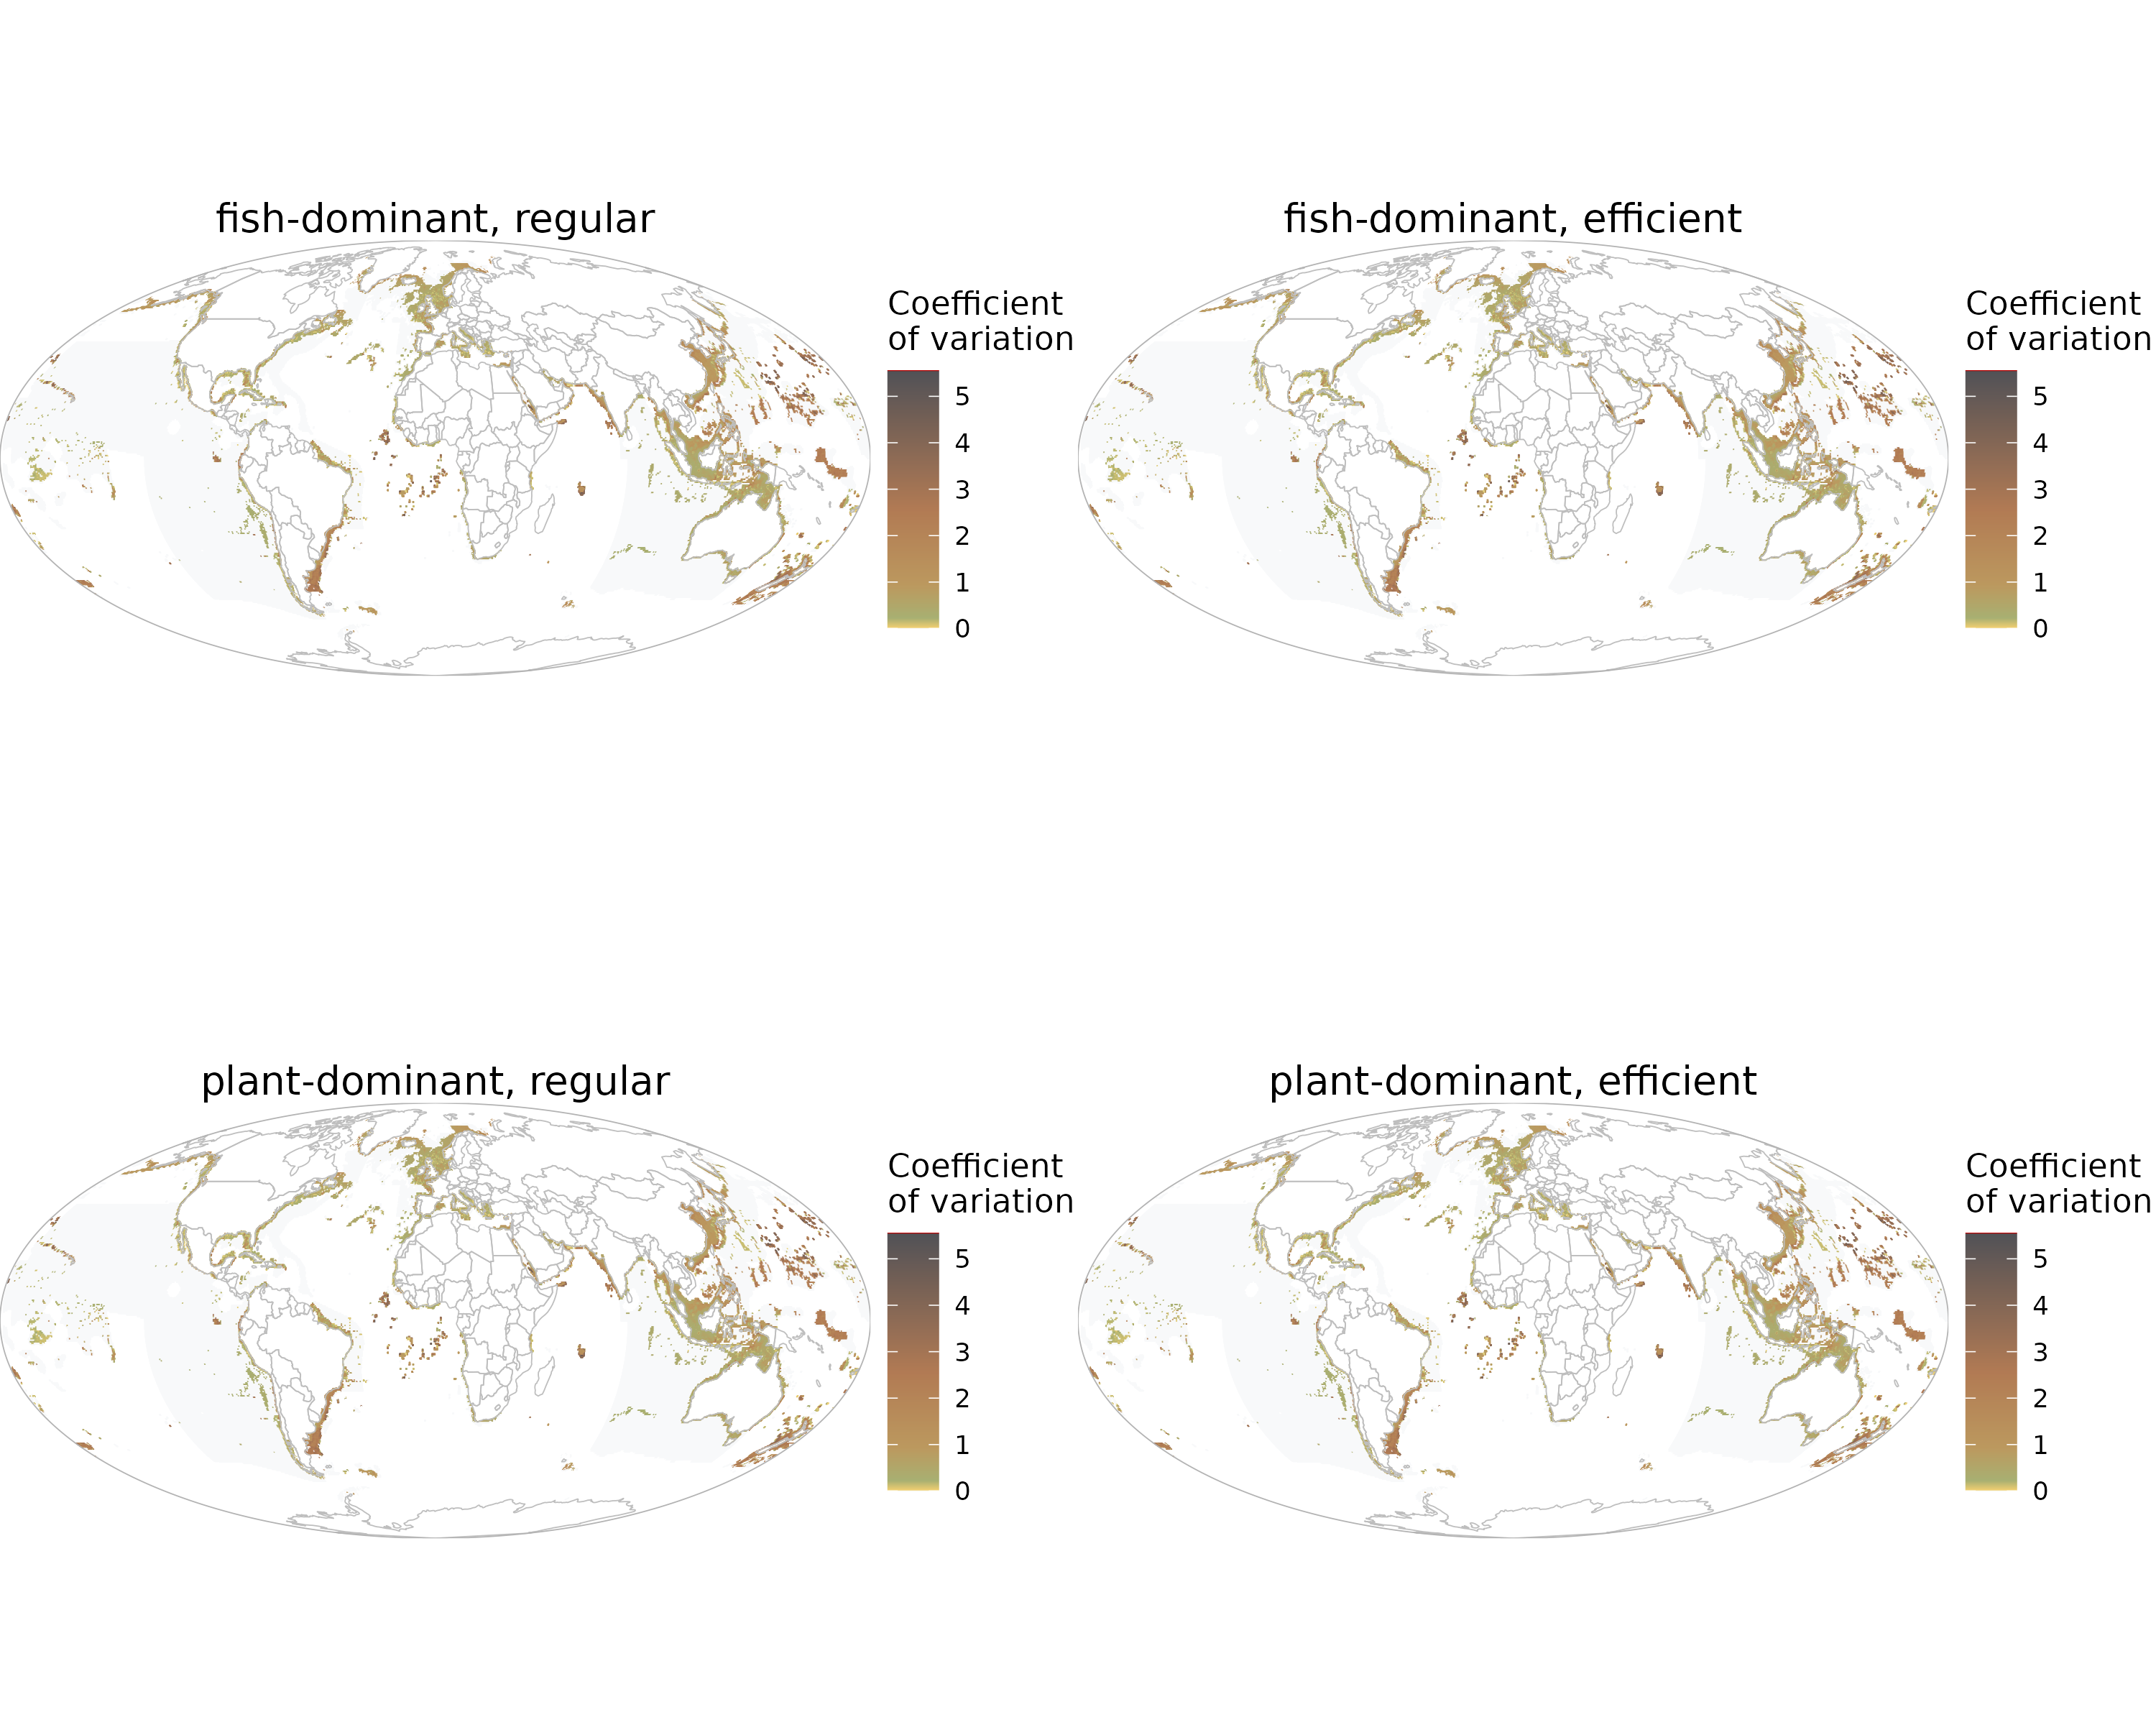 fish-dominant, regular
Coefficient
of variation
5
4
3
2
1
0
fish-dominant, efficient
Coefficient
of variation
5
4
3
2
1
0
plant-dominant, regular
Coefficient
of variation
5
4
3
2
1
0
plant-dominant, efficient
Coefficient
of variation
5
4
3
2
1
0